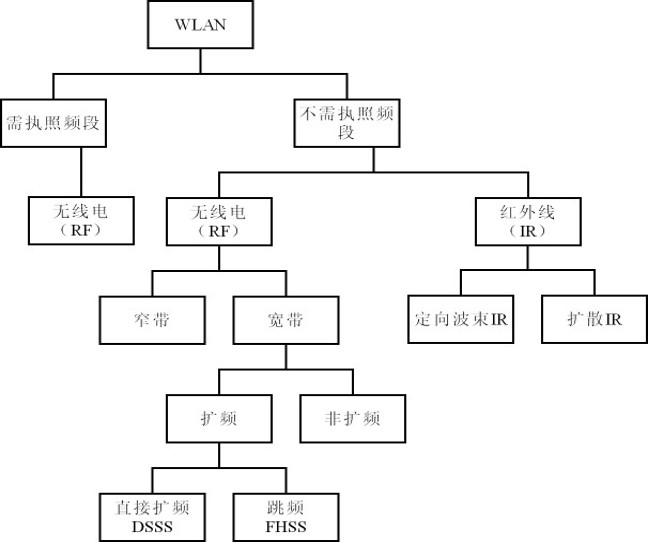 WLAN
需执照频段
不需执照频
段
无线电
（RF）
无线电
（RF）
红外线
（IR）
窄带
宽带
定向波束IR
扩散IR
扩频
非扩频
直接扩频
DSSS
跳频
FHSS